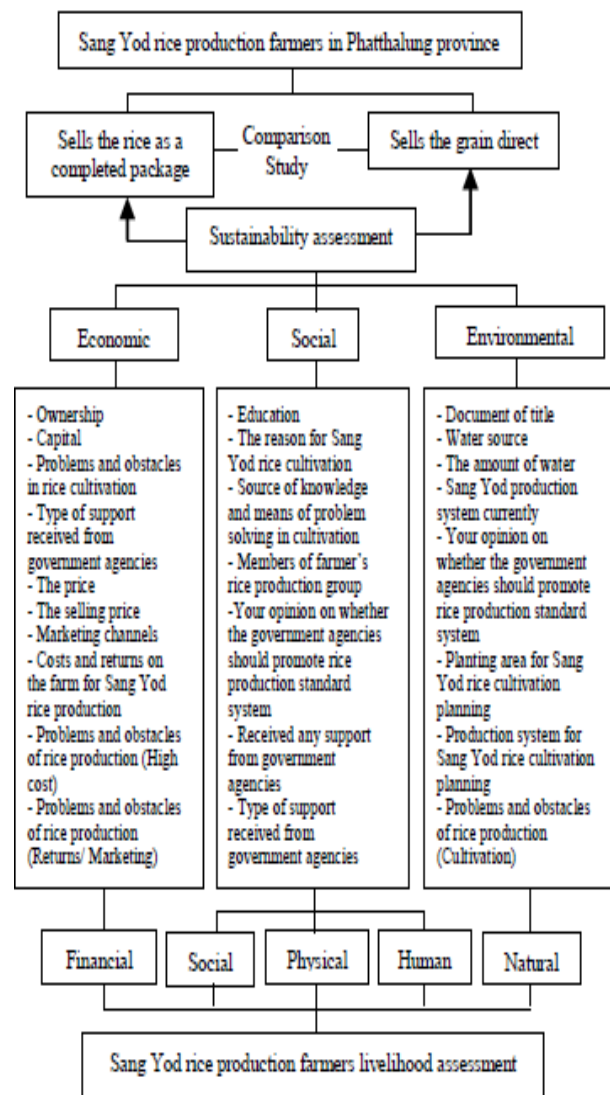 Sang Yod rice production farmers in Phatthalung province
Sells the rice as a
completed package
Comparison
Study
Sells the grain direct
Sustainability assessment
Economic
Social
Environmental
- Ownership
- Capital
- Problems and obstacles
in rice cultivation
- Type of support
received from
government agencies
- The price
- The selling price
- Marketing channels
- Costs and returns on
the farm for Sang Yod
rice production
- Problems and obstacles
of rice production (High
cost)
- Problems and obstacles
of rice production
(Returns/ Marketing)
- Education
- The reason for Sang
Yod rice cultivation
- Source of knowledge
and means of problem
solving in cultivation
- Members of farmer's
rice production group
-Your opinion on whether
the government agencies
should promote rice
production standard
system
- Received any support
from government
agencies
- Type of support
received from
government agencies
- Document of title
- Water source
- The amount of water
- Sang Yod production
system currently
- Your opinion on
whether the government
agencies should promote
rice production standard
system
- Planting area for Sang
Yod rice cultivation
planning
- Production system for
Sang Yod rice cultivation
planning
- Problems and obstacles
of rice production
(Cultivation)
Financial
Social
Physical
Human
Natural
Sang Yod rice production farmers livelihood assessment